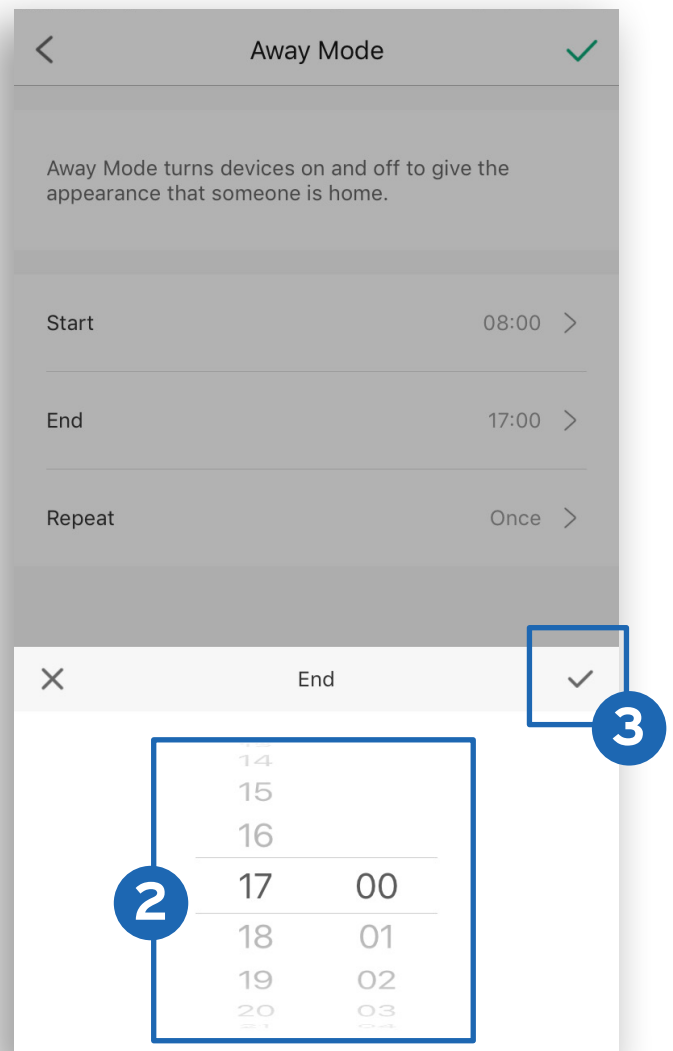 Away Mode
Away Mode turns devices on and off to give the
appearance that someone is home.
Start 08:00
End 17:00
Repeat Once
End
3
14
15
16
2
17 00
18 01
19 02
20 03
21 04